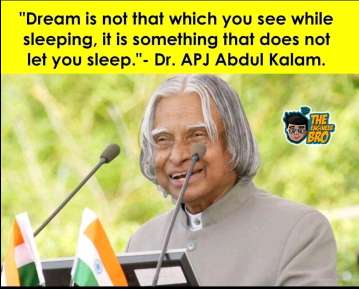 "Dream is not that which you see while
sleeping, it is something that does not
let you sleep."- Dr. APJ Abdul Kalam.
THE
ENGINEER
BRO